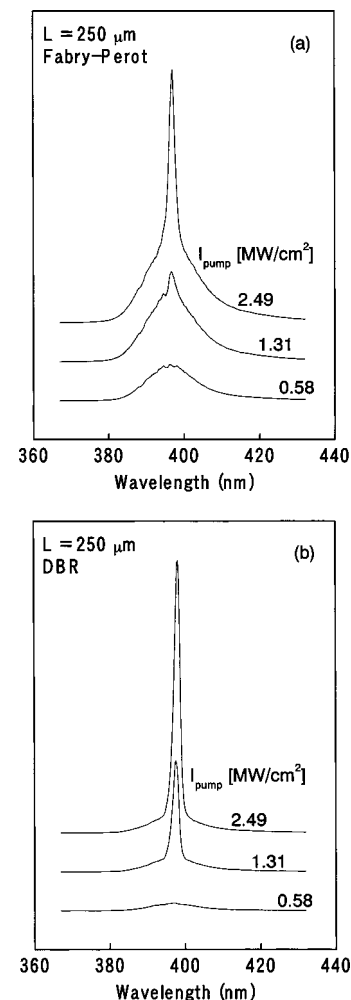 L = 250 μm
Fabry-Perot
(a)
I_pump [MW/cm²]
2.49
1.31
0.58
360 380 400 420 440
Wavelength (nm)
L = 250 μm
DBR
(b)
I_pump [MW/cm²]
2.49
1.31
0.58
360 380 400 420 440
Wavelength (nm)